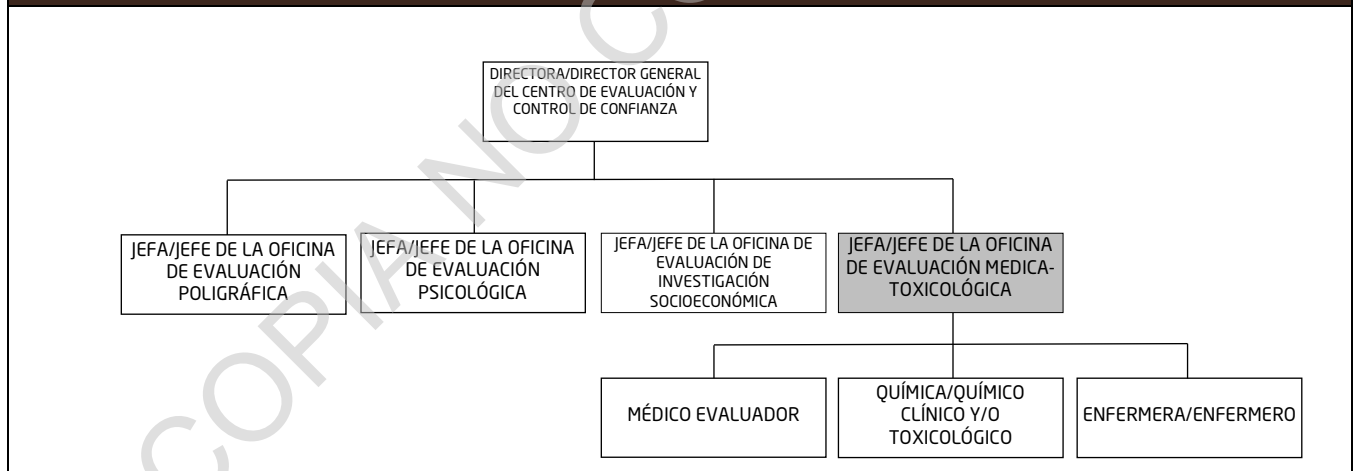 DIRECTORA/DIRECTOR GENERAL
DEL CENTRO DE EVALUACIÓN Y
CONTROL DE CONFIANZA
JEFA/JEFE DE LA OFICINA
DE EVALUACIÓN
POLIGRÁFICA
JEFA/JEFE DE LA OFICINA
DE EVALUACIÓN
PSICOLÓGICA
JEFA/JEFE DE LA OFICINA DE
EVALUACIÓN DE
INVESTIGACIÓN
SOCIOECONÓMICA
JEFA/JEFE DE LA OFICINA
DE EVALUACIÓN MEDICA-
TOXICOLÓGICA
MÉDICO EVALUADOR
QUÍMICA/QUÍMICO
CLÍNICO Y/O
TOXICOLÓGICO
ENFERMERA/ENFERMERO
COPIA NO